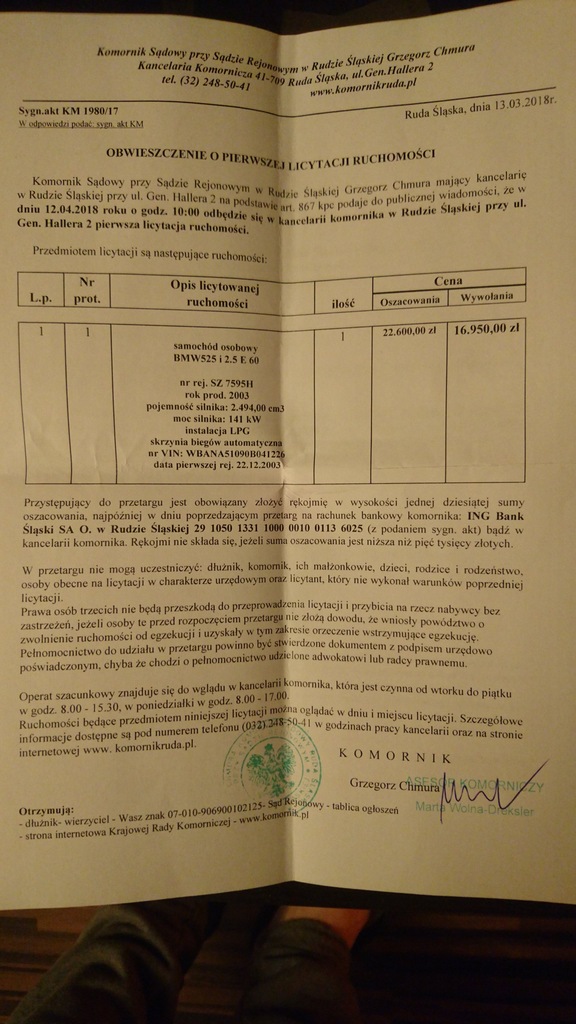 Komornik Sądowy przy Sądzie Rejonowym w Rudzie Śląskiej Grzegorz Chmura
Kancelaria Komornicza 41-709 Ruda Śląska, ul.Gen.Hallera 2
tel. (32) 248-50-41 www.komornikruda.pl
Sygn.akt KM 1980/17
W odpowiedzi podać: sygn. akt KM
Ruda Śląska, dnia 13.03.2018r.
OBWIESZCZENIE O PIERWSZEJ LICYTACJI RUCHOMOŚCI
Komornik Sądowy przy Sądzie Rejonowym w Rudzie Śląskiej Grzegorz Chmura mający kancelarię
w Rudzie Śląskiej przy ul. Gen. Hallera 2 na podstawie art. 867 kpc podaje do publicznej wiadomości, że w
dniu 12.04.2018 roku o godz. 10:00 odbędzie się w kancelarii komornika w Rudzie Śląskiej przy ul.
Gen. Hallera 2 pierwsza licytacja ruchomości.
Przedmiotem licytacji są następujące ruchomości:
L.p. Nr prot. Opis licytowanej ruchomości ilość Cena
Oszacowania Wywołania
1 1 1 22.600,00 zł 16.950,00 zł
samochód osobowy
BMW525 i 2.5 E 60
nr rej. SZ 7595H
rok prod. 2003
pojemność silnika: 2.494,00 cm3
moc silnika: 141 kW
instalacja LPG
skrzynia biegów automatyczna
nr VIN: WBANA51090B041226
data pierwszej rej. 22.12.2003
Przystępujący do przetargu jest obowiązany złożyć rękojmię w wysokości jednej dziesiątej sumy
oszacowania, najpóźniej w dniu poprzedzającym przetarg na rachunek bankowy komornika: ING Bank
Śląski SA O. w Rudzie Śląskiej 29 1050 1331 1000 0010 0113 6025 (z podaniem sygn. akt) bądź w
kancelarii komornika. Rękojmi nie składa się, jeżeli suma oszacowania jest niższa niż pięć tysięcy złotych.
W przetargu nie mogą uczestniczyć: dłużnik, komornik, ich małżonkowie, dzieci, rodzice i rodzeństwo,
osoby obecne na licytacji w charakterze urzędowym oraz licytant, który nie wykonał warunków poprzedniej
licytacji.
Prawa osób trzecich nie będą przeszkodą do przeprowadzenia licytacji i przybicia na rzecz nabywcy bez
zastrzeżeń, jeżeli osoby te przed rozpoczęciem przetargu nie złożą dowodu, że wniosły powództwo o
zwolnienie ruchomości od egzekucji i uzyskały w tym zakresie orzeczenie wstrzymujące egzekucję.
Pełnomocnictwo do udziału w przetargu powinno być stwierdzone dokumentem z podpisem urzędowo
poświadczonym, chyba że chodzi o pełnomocnictwo udzielone adwokatowi lub radcy prawnemu.
Operat szacunkowy znajduje się do wglądu w kancelarii komornika, która jest czynna od wtorku do piątku
w godz. 8.00 - 15.30, w poniedziałki w godz. 8.00 - 17.00.
Ruchomości będące przedmiotem niniejszej licytacji można oglądać w dniu i miejscu licytacji. Szczegółowe
informacje dostępne są pod numerem telefonu (032) 248-50-41 w godzinach pracy kancelarii oraz na stronie
internetowej www. komornikruda.pl.
K O M O R N I K
Grzegorz Chmura
ASESOR KOMORNICZY
Marta Wolna-Dreksler
Otrzymują:
- dłużnik- wierzyciel - Wasz znak 07-010-906900102125- Sąd Rejonowy - tablica ogłoszeń
- strona internetowa Krajowej Rady Komorniczej - www.komornik.pl